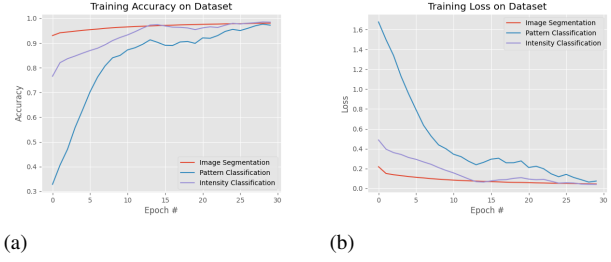 Training Accuracy on Dataset
1.0
0.9
0.8
0.7
0.6
0.5
0.4
0.3
Accuracy
Image Segmentation
Pattern Classification
Intensity Classification
0 5 10 15 20 25 30
Epoch #
(a)
Training Loss on Dataset
Image Segmentation
Pattern Classification
Intensity Classification
1.6
1.4
1.2
1.0
0.8
0.6
0.4
0.2
0.0
Loss
0 5 10 15 20 25 30
Epoch #
(b)